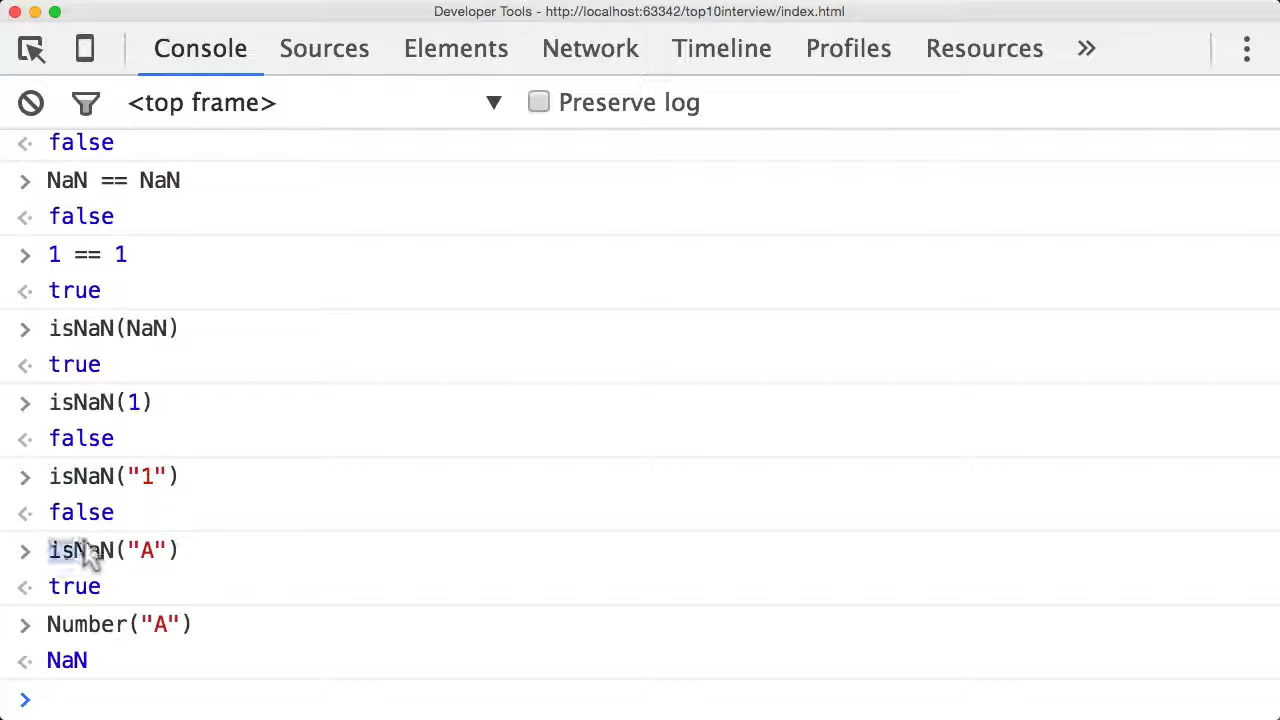 Developer Tools - http://localhost:63342/top10interview/index.html
Console Sources Elements Network Timeline Profiles Resources »
<top frame> ▼ Preserve log
false
> NaN == NaN
false
> 1 == 1
true
> isNaN(NaN)
true
> isNaN(1)
false
> isNaN("1")
false
> isNaN("A")
true
> Number("A")
NaN
>